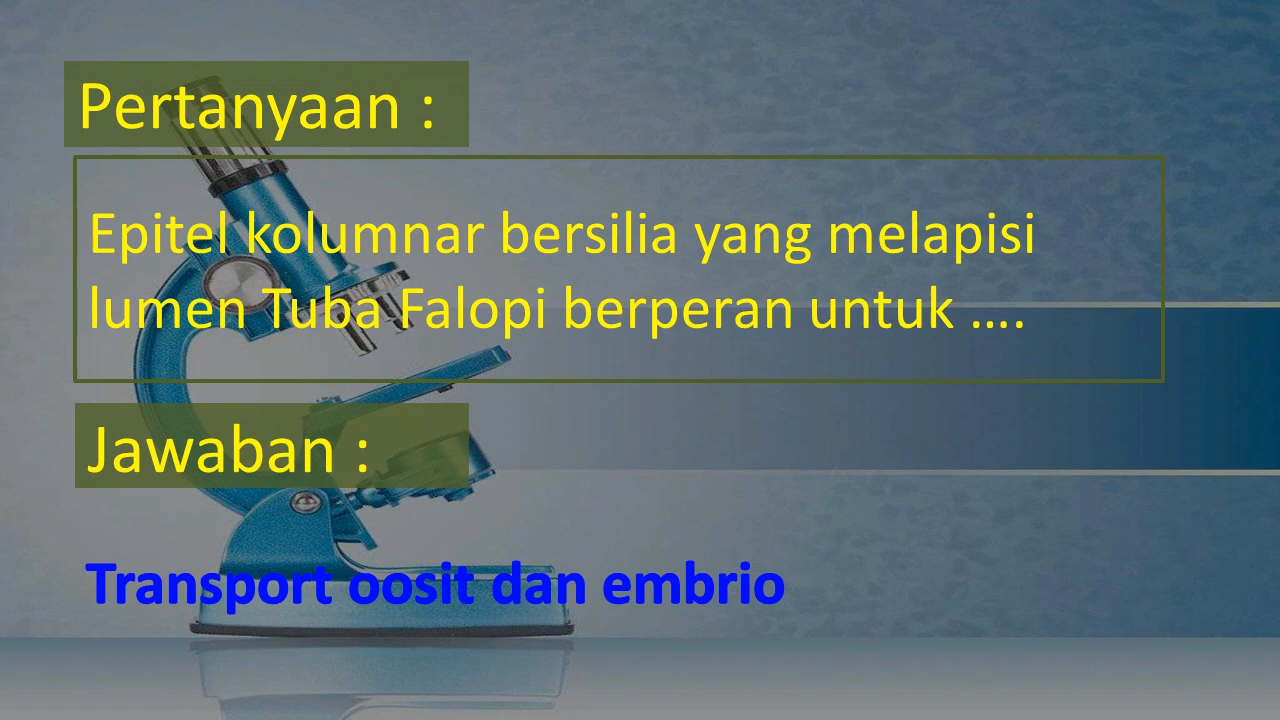 Pertanyaan :
Epitel kolumnar bersilia yang melapisi
lumen Tuba Falopi berperan untuk ….
Jawaban :
Transport oosit dan embrio